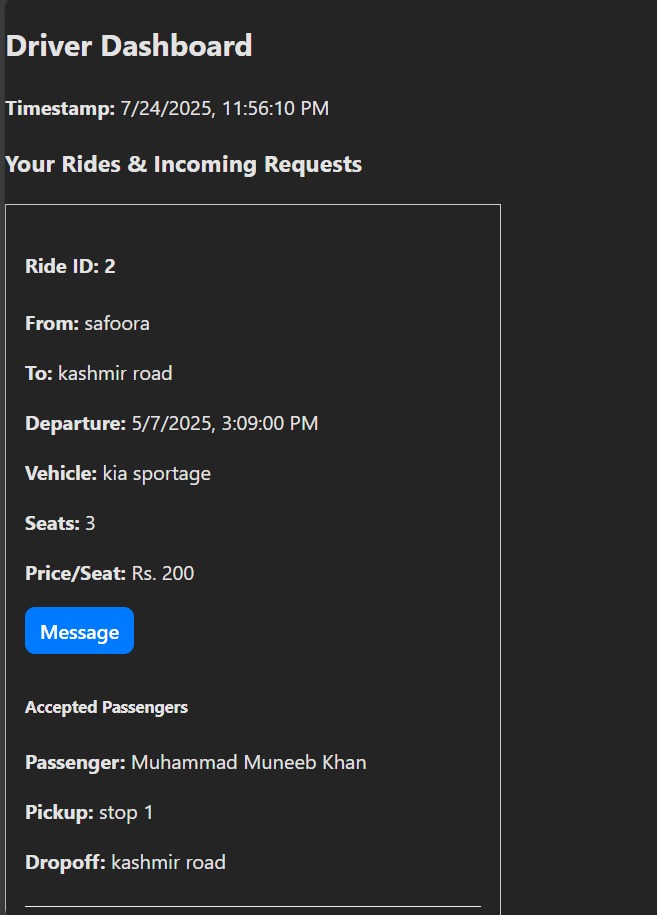 Driver Dashboard
Timestamp: 7/24/2025, 11:56:10 PM
Your Rides & Incoming Requests
Ride ID: 2
From: safoora
To: kashmir road
Departure: 5/7/2025, 3:09:00 PM
Vehicle: kia sportage
Seats: 3
Price/Seat: Rs. 200
Message
Accepted Passengers
Passenger: Muhammad Muneeb Khan
Pickup: stop 1
Dropoff: kashmir road